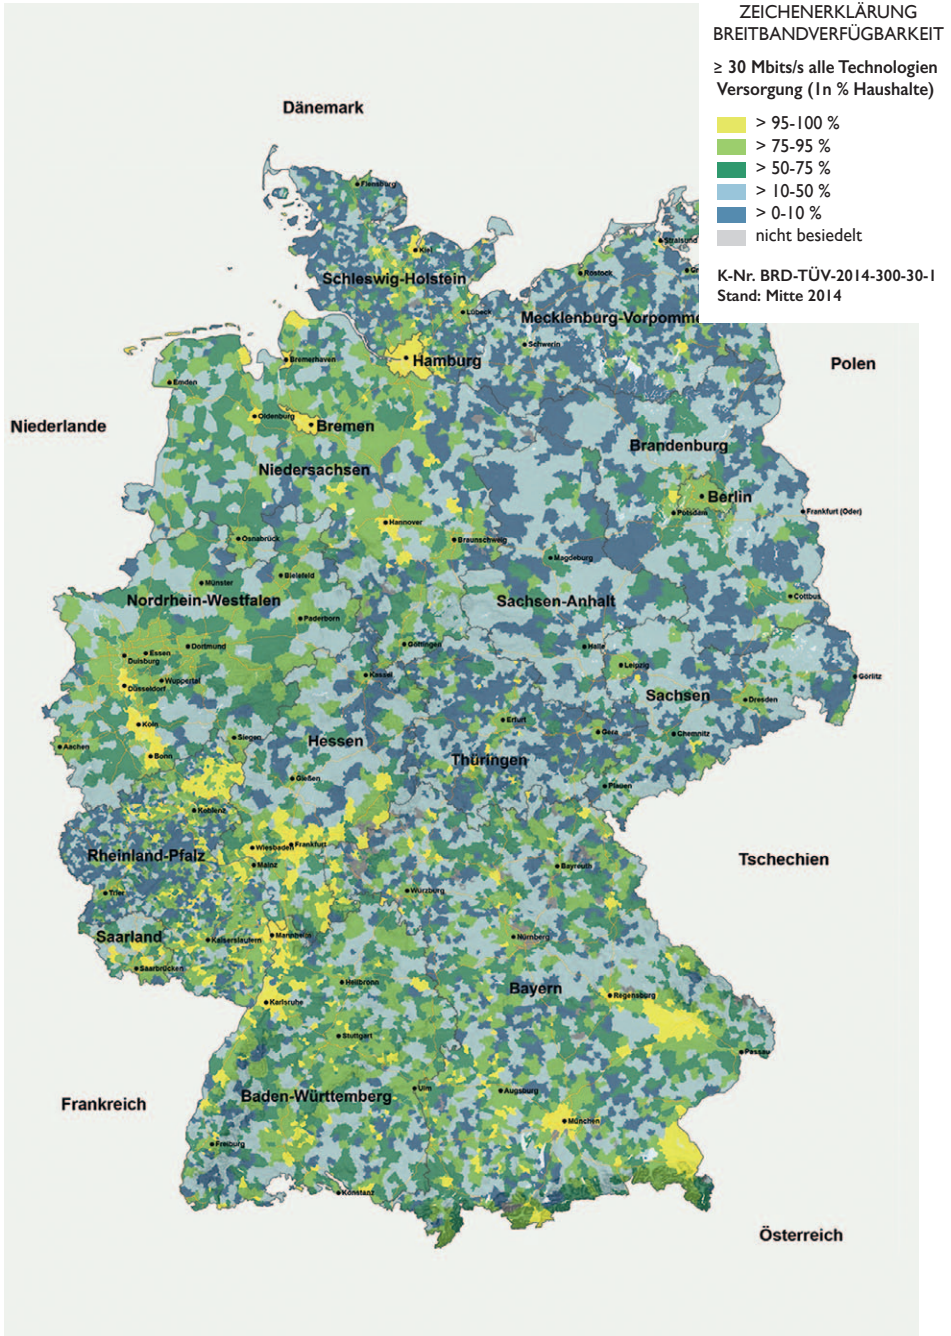 ZEICHENERKLÄRUNG
BREITBANDVERFÜGBARKEIT
≥ 30 Mbits/s alle Technologien
Versorgung (In % Haushalte)
> 95-100 %
> 75-95 %
> 50-75 %
> 10-50 %
> 0-10 %
nicht besiedelt
K-Nr. BRD-TÜV-2014-300-30-1
Stand: Mitte 2014
Dänemark
Flensburg
Kiel
Stralsund
Rostock
Schleswig-Holstein
Lübeck
Mecklenburg-Vorpomme
Schwerin
Bremerhaven
Hamburg
Polen
Emden
Oldenburg
Bremen
Niederlande
Brandenburg
Niedersachsen
Berlin
Potsdam
Frankfurt (Oder)
Hannover
Osnabrück
Braunschweig
Magdeburg
Münster
Bielefeld
Cottbus
Nordrhein-Westfalen
Sachsen-Anhalt
Paderborn
Göttingen
Halle
Dortmund
Essen
Duisburg
Leipzig
Kassel
Görlitz
Wuppertal
Düsseldorf
Sachsen
Dresden
Köln
Erfurt
Gera
Chemnitz
Siegen
Hessen
Aachen
Bonn
Thüringen
Gießen
Plauen
Koblenz
Frankfurt
Wiesbaden
Rheinland-Pfalz
Mainz
Bayreuth
Tschechien
Trier
Würzburg
Saarland
Kaiserslautern
Mannheim
Nürnberg
Saarbrücken
Heilbronn
Bayern
Regensburg
Karlsruhe
Stuttgart
Passau
Ulm
Augsburg
Baden-Württemberg
Frankreich
München
Freiburg
Konstanz
Österreich